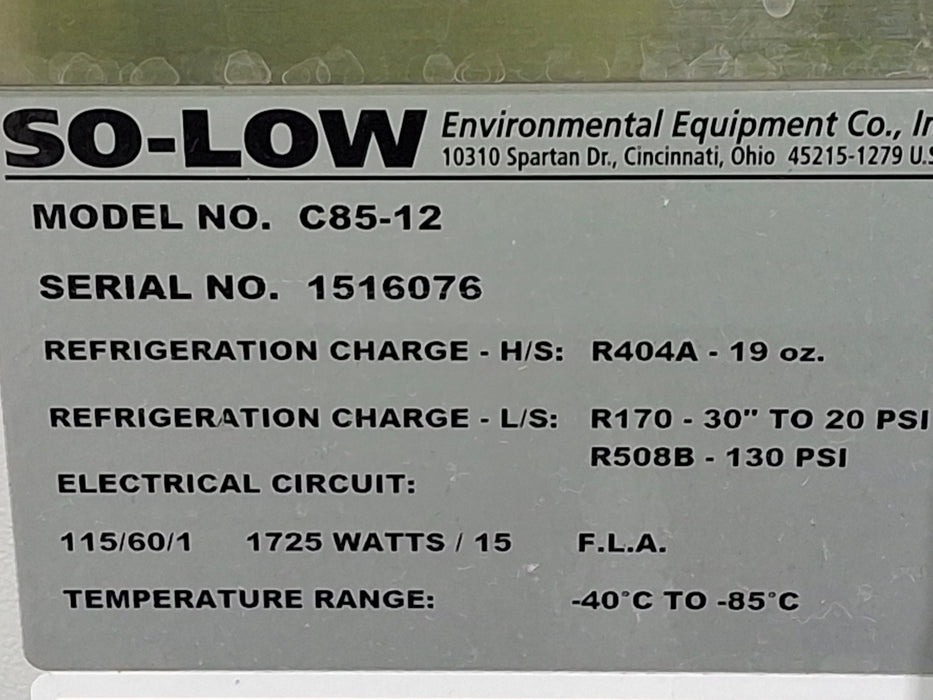 SO-LOW Environmental Equipment Co.,
10310 Spartan Dr., Cincinnati, Ohio 45215-1279
MODEL NO. C85-12
SERIAL NO. 1516076
REFRIGERATION CHARGE - H/S: R404A - 19 oz.
REFRIGERATION CHARGE - L/S: R170 - 30" TO 20 PSI
R508B - 130 PSI
ELECTRICAL CIRCUIT:
115/60/1 1725 WATTS / 15 F.L.A.
TEMPERATURE RANGE: -40°C TO -85°C